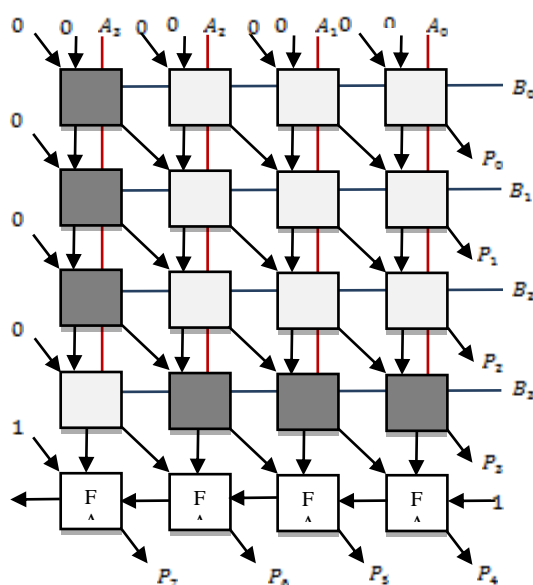 0 0 A₃ 0 0 A₂ 0 0 A₁ 0 0 A₀
B₀
0
P₀
B₁
0
P₁
B₂
0
P₂
B₃
1
P₃
F F F F
A A A A
1
P₇ P₆ P₅ P₄